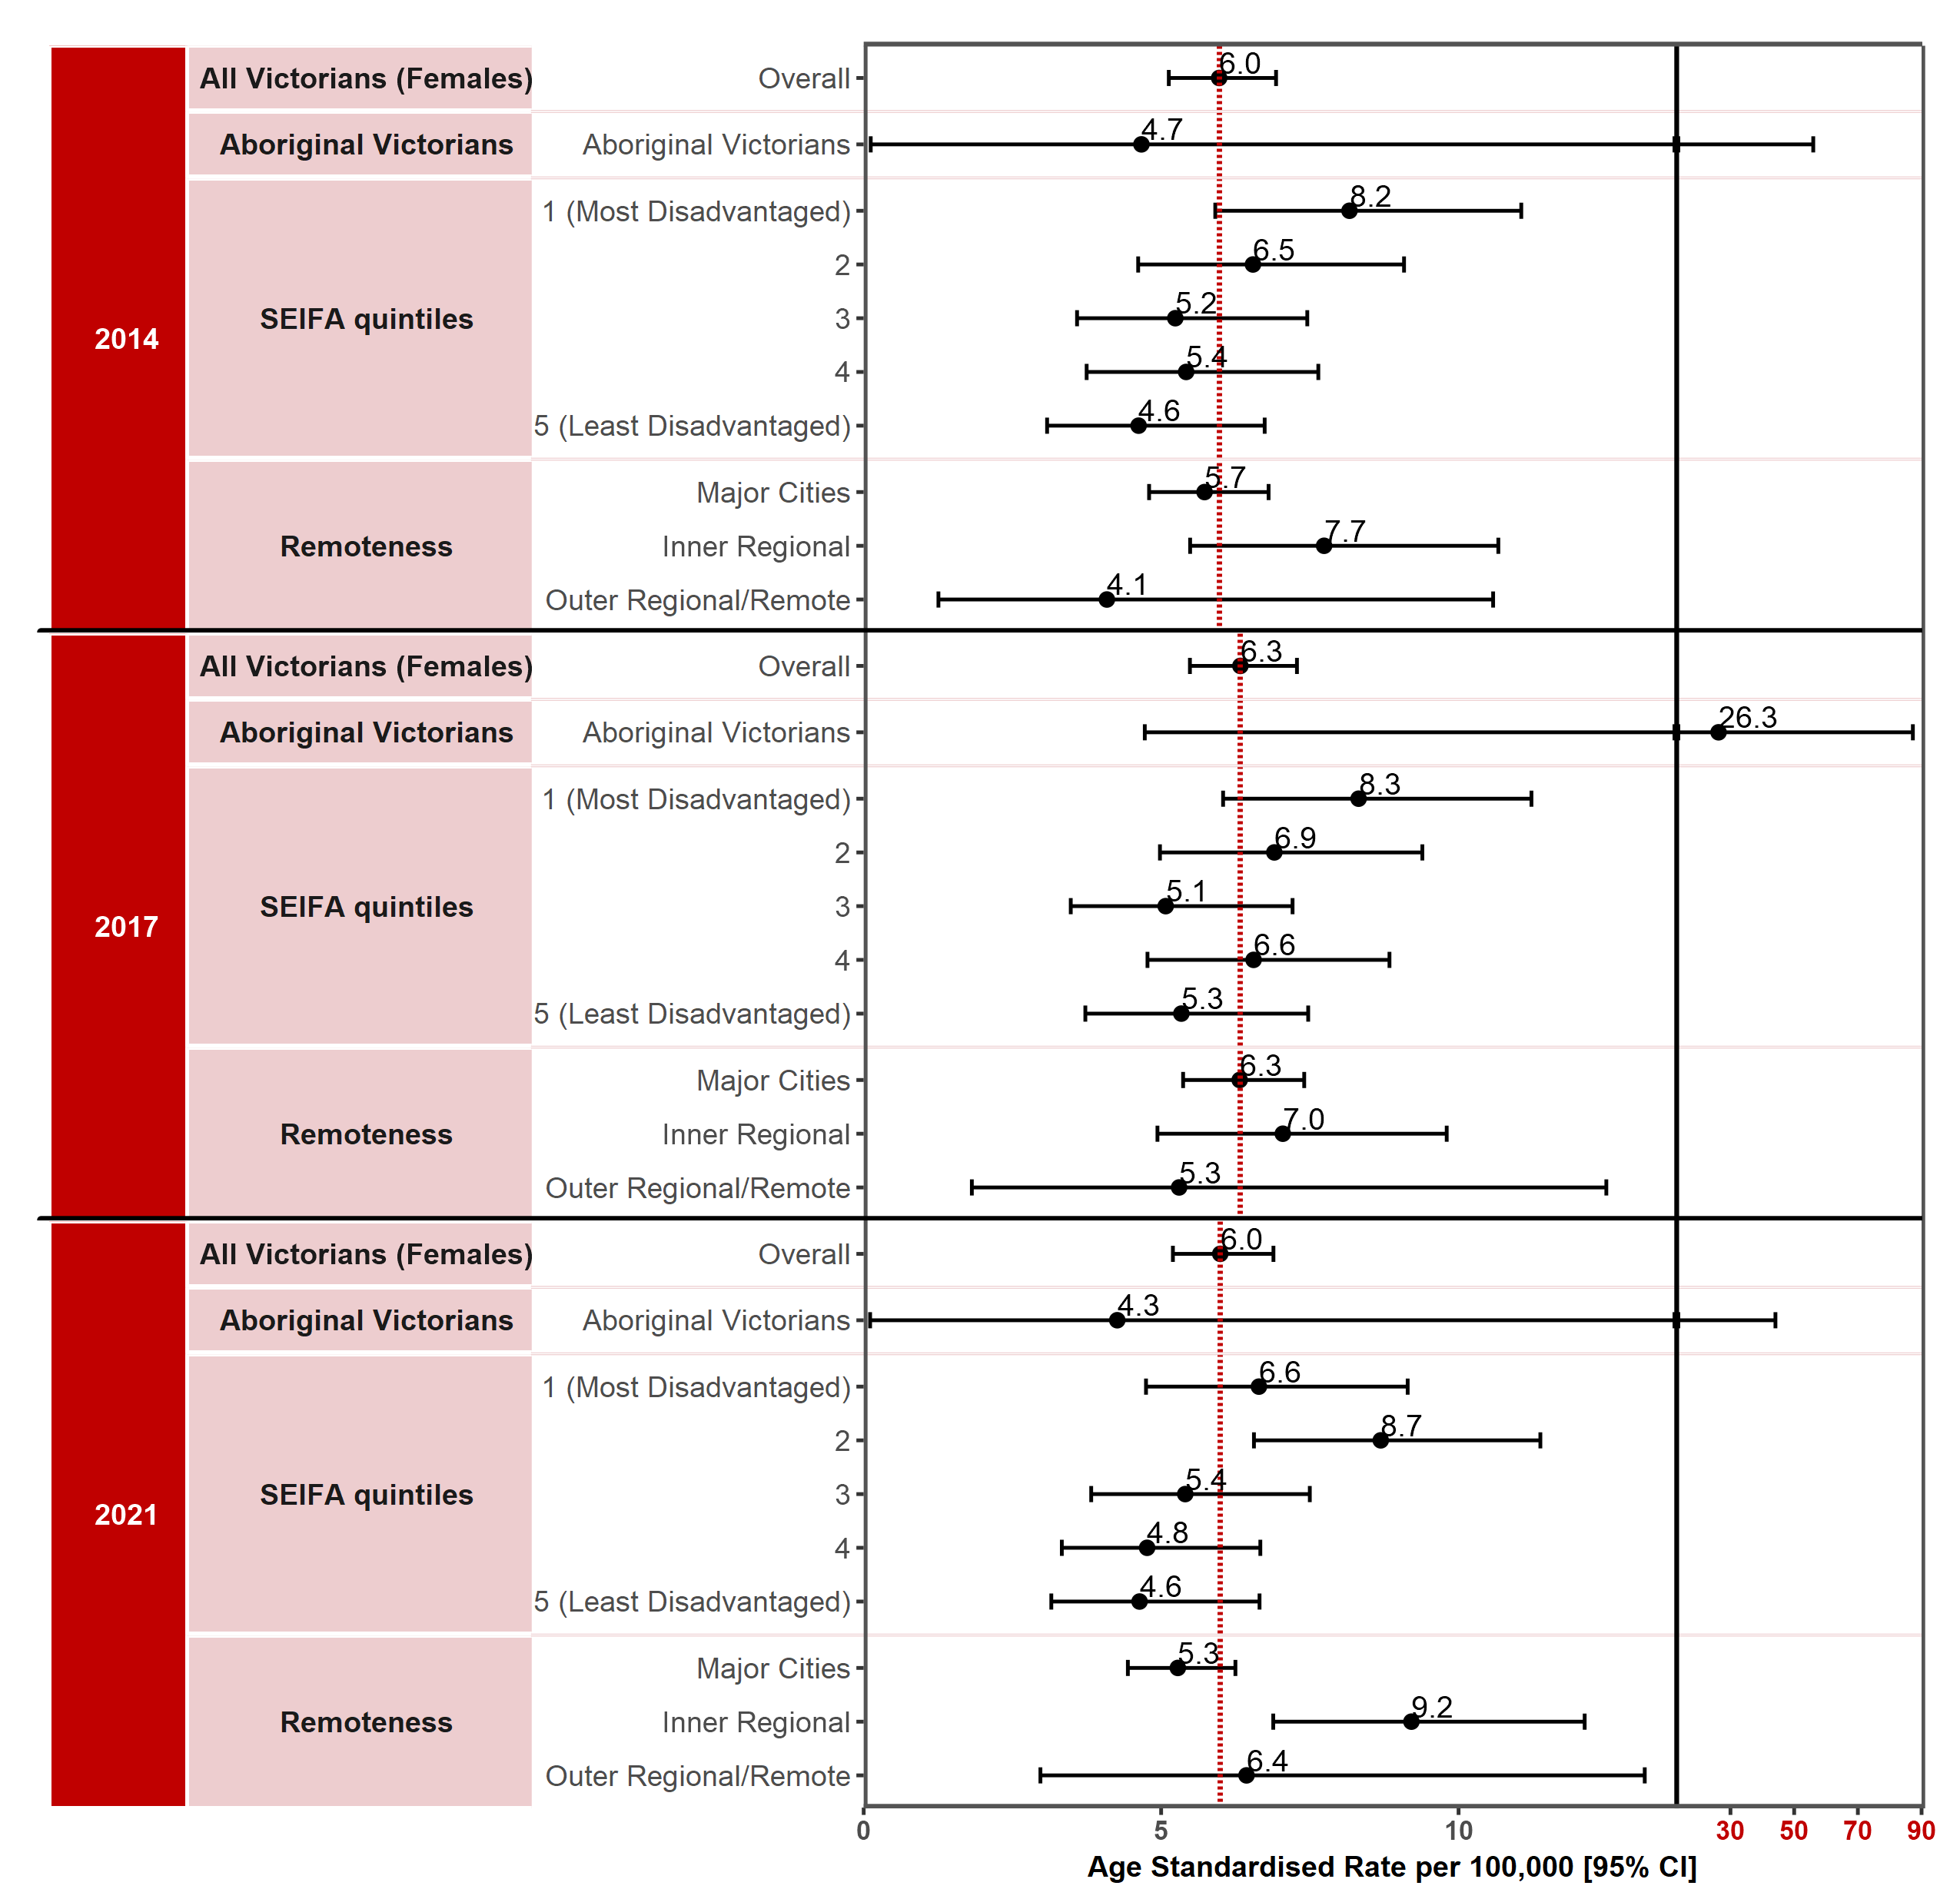 2014
All Victorians (Females) Overall 6.0
Aboriginal Victorians Aboriginal Victorians 4.7
SEIFA quintiles
1 (Most Disadvantaged) 8.2
2 6.5
3 5.2
4 5.4
5 (Least Disadvantaged) 4.6
Remoteness
Major Cities 5.7
Inner Regional 7.7
Outer Regional/Remote 4.1
2017
All Victorians (Females) Overall 6.3
Aboriginal Victorians Aboriginal Victorians 26.3
SEIFA quintiles
1 (Most Disadvantaged) 8.3
2 6.9
3 5.1
4 6.6
5 (Least Disadvantaged) 5.3
Remoteness
Major Cities 6.3
Inner Regional 7.0
Outer Regional/Remote 5.3
2021
All Victorians (Females) Overall 6.0
Aboriginal Victorians Aboriginal Victorians 4.3
SEIFA quintiles
1 (Most Disadvantaged) 6.6
2 8.7
3 5.4
4 4.8
5 (Least Disadvantaged) 4.6
Remoteness
Major Cities 5.3
Inner Regional 9.2
Outer Regional/Remote 6.4
0 5 10 30 50 70 90
Age Standardised Rate per 100,000 [95% CI]